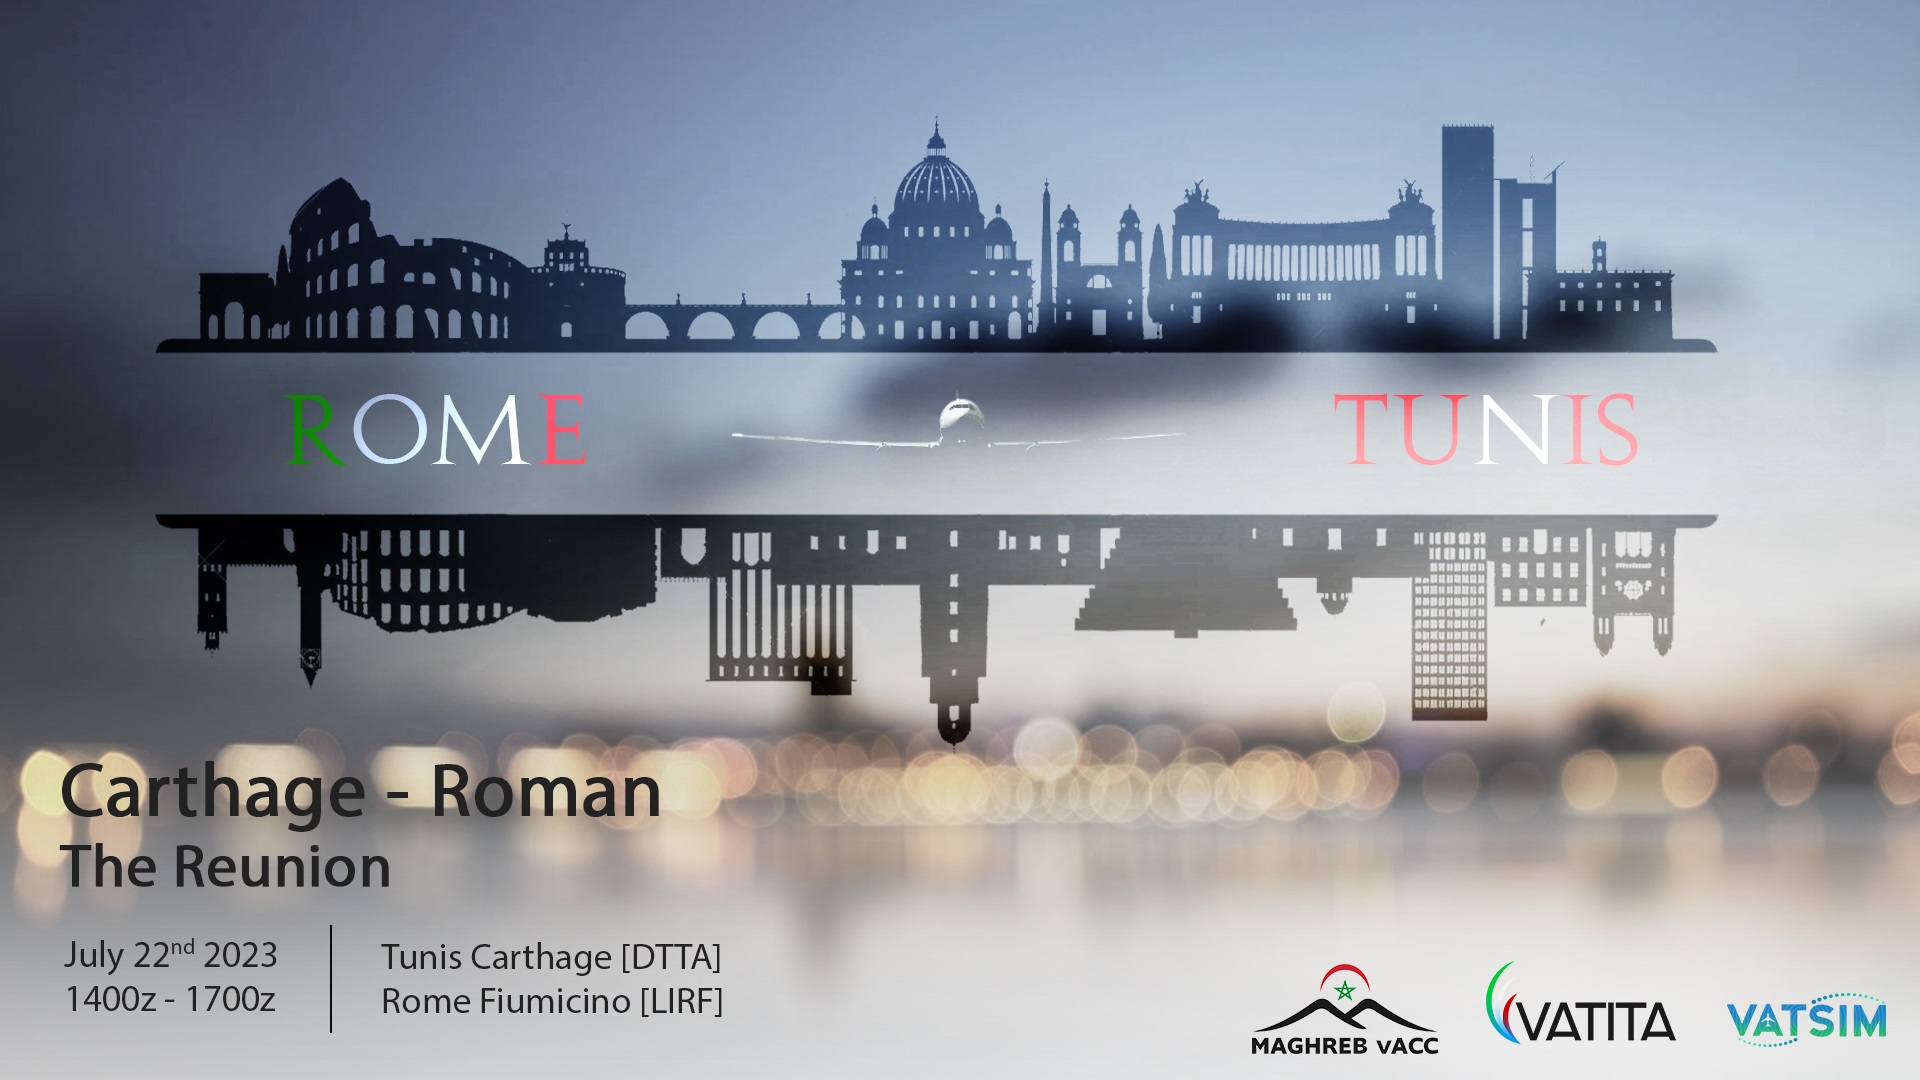 ROME
TUNIS
Carthage - Roman
The Reunion
July 22nd 2023
1400z - 1700z
Tunis Carthage [DTTA]
Rome Fiumicino [LIRF]
MAGHREB vACC
VATITA
VATSIM